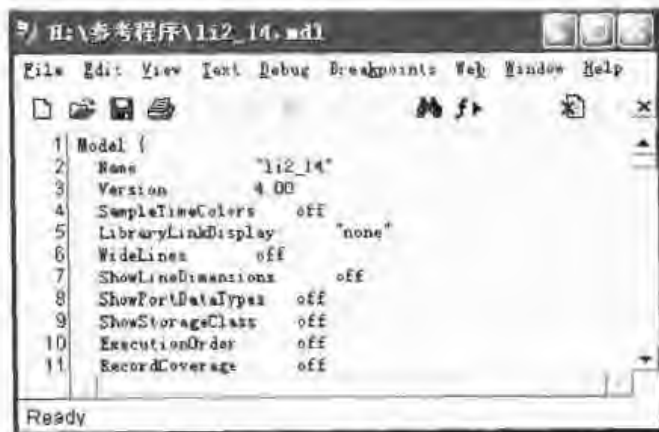 H:\参考程序\li2_14.mdl
File Edit View Text Debug Breakpoints Web Window Help
1 Model {
2 Name "li2_14"
3 Version 4.00
4 SampleTimeColors off
5 LibraryLinkDisplay "none"
6 WideLines off
7 ShowLineDimensions off
8 ShowPortDataTypes off
9 ShowStorageClass off
10 ExecutionOrder off
11 RecordCoverage off
Ready